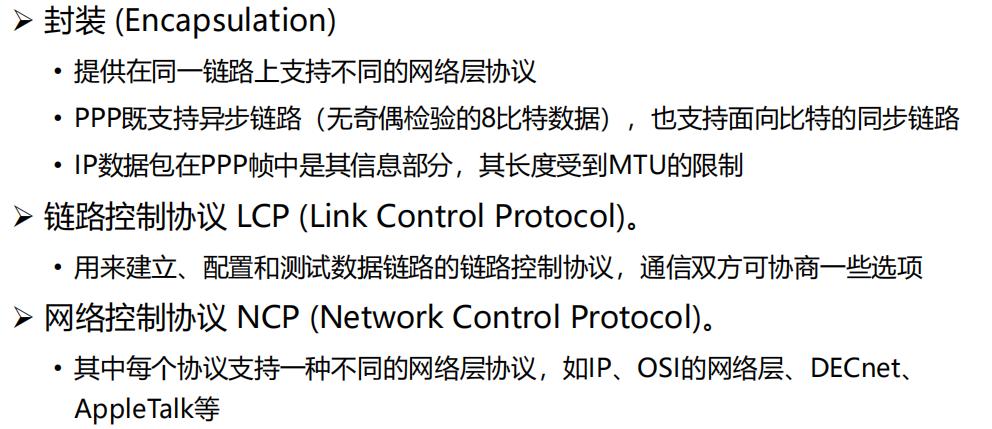 ➢ 封装 (Encapsulation)
• 提供在同一链路上支持不同的网络层协议
• PPP既支持异步链路（无奇偶检验的8比特数据），也支持面向比特的同步链路
• IP数据包在PPP帧中是其信息部分，其长度受到MTU的限制
➢ 链路控制协议 LCP (Link Control Protocol)。
• 用来建立、配置和测试数据链路的链路控制协议，通信双方可协商一些选项
➢ 网络控制协议 NCP (Network Control Protocol)。
• 其中每个协议支持一种不同的网络层协议，如IP、OSI的网络层、DECnet、
AppleTalk等